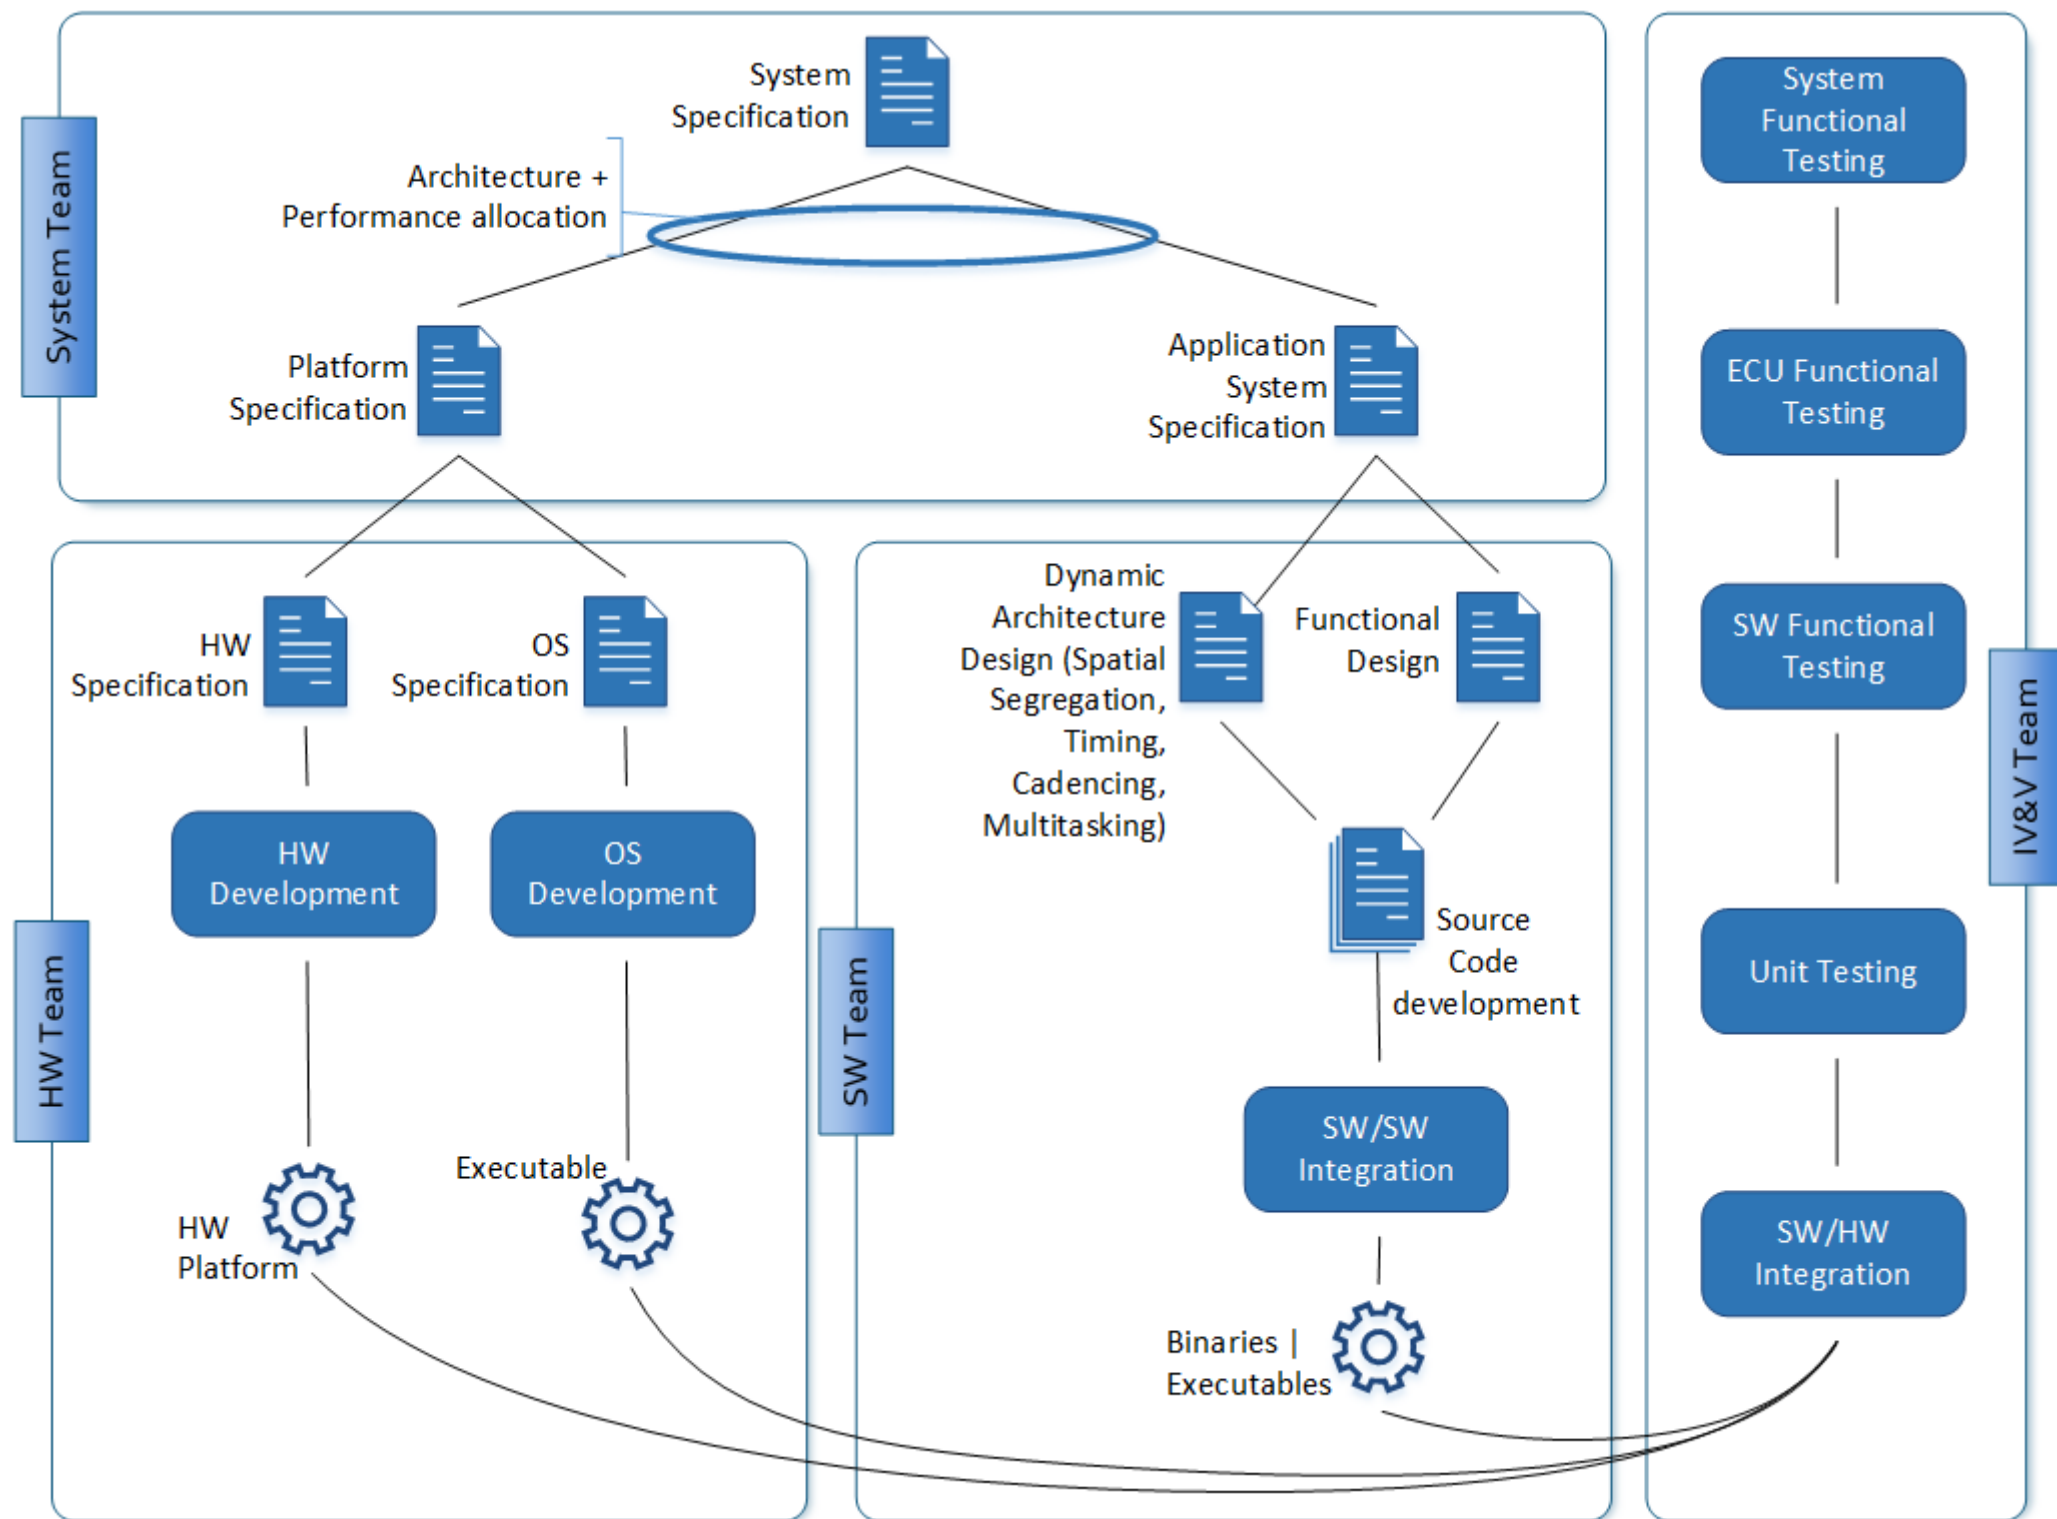 System Team
System
Specification
Architecture +
Performance allocation
Platform
Specification
Application
System
Specification
HW Team
HW
Specification
OS
Specification
HW
Development
OS
Development
HW
Platform
Executable
SW Team
Dynamic
Architecture
Design (Spatial
Segregation,
Timing,
Cadencing,
Multitasking)
Functional
Design
Source
Code
development
SW/SW
Integration
Binaries |
Executables
IV&V Team
System
Functional
Testing
ECU Functional
Testing
SW Functional
Testing
Unit Testing
SW/HW
Integration